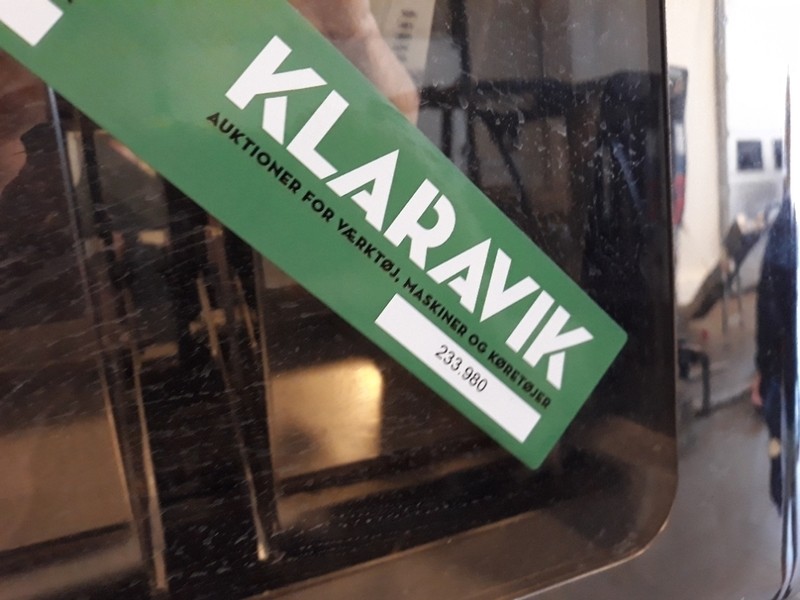 KLARAVIK
AUKTIONER FOR VÆRKTØJ, MASKINER OG KØRETØJER
233.980